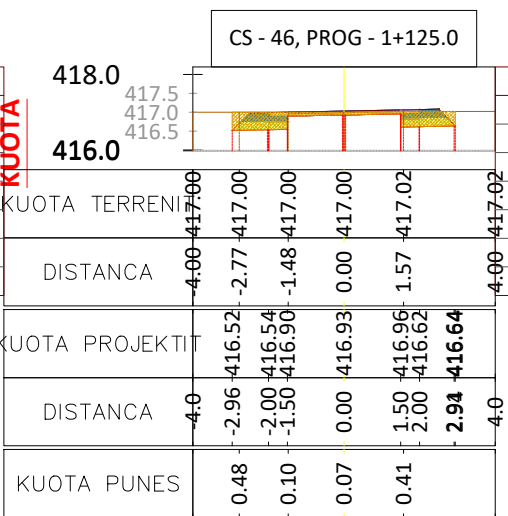 CS - 46, PROG - 1+125.0
418.0
417.5
417.0
416.5
416.0
KUOTA
KUOTA TERRENIT 417.00 417.00 417.00 417.00 417.02 417.02
DISTANCA -4.00 -2.77 -1.48 0.00 1.57 4.00
KUOTA PROJEKTIT 416.52 416.54 416.90 416.93 416.96 416.62 416.64
DISTANCA -4.0 -2.96 -2.00 -1.50 0.00 1.50 2.00 2.94 4.0
KUOTA PUNES 0.48 0.10 0.07 0.41